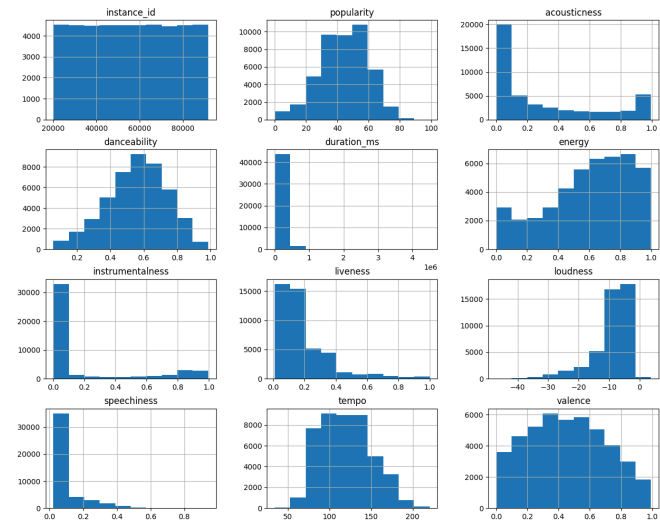 instance_id
popularity
acousticness
4000
3000
2000
1000
0
20000 40000 60000 80000
10000
8000
6000
4000
2000
0
0 20 40 60 80 100
20000
15000
10000
5000
0
0.0 0.2 0.4 0.6 0.8 1.0
danceability
duration_ms
energy
8000
6000
4000
2000
0
0.2 0.4 0.6 0.8 1.0
40000
30000
20000
10000
0
0 1 2 3 4
1e6
6000
4000
2000
0
0.0 0.2 0.4 0.6 0.8 1.0
instrumentalness
liveness
loudness
30000
20000
10000
0
0.0 0.2 0.4 0.6 0.8 1.0
15000
10000
5000
0
0.0 0.2 0.4 0.6 0.8 1.0
15000
10000
5000
0
−40 −30 −20 −10 0
speechiness
tempo
valence
30000
20000
10000
0
0.0 0.2 0.4 0.6 0.8
8000
6000
4000
2000
0
50 100 150 200
6000
4000
2000
0
0.0 0.2 0.4 0.6 0.8 1.0